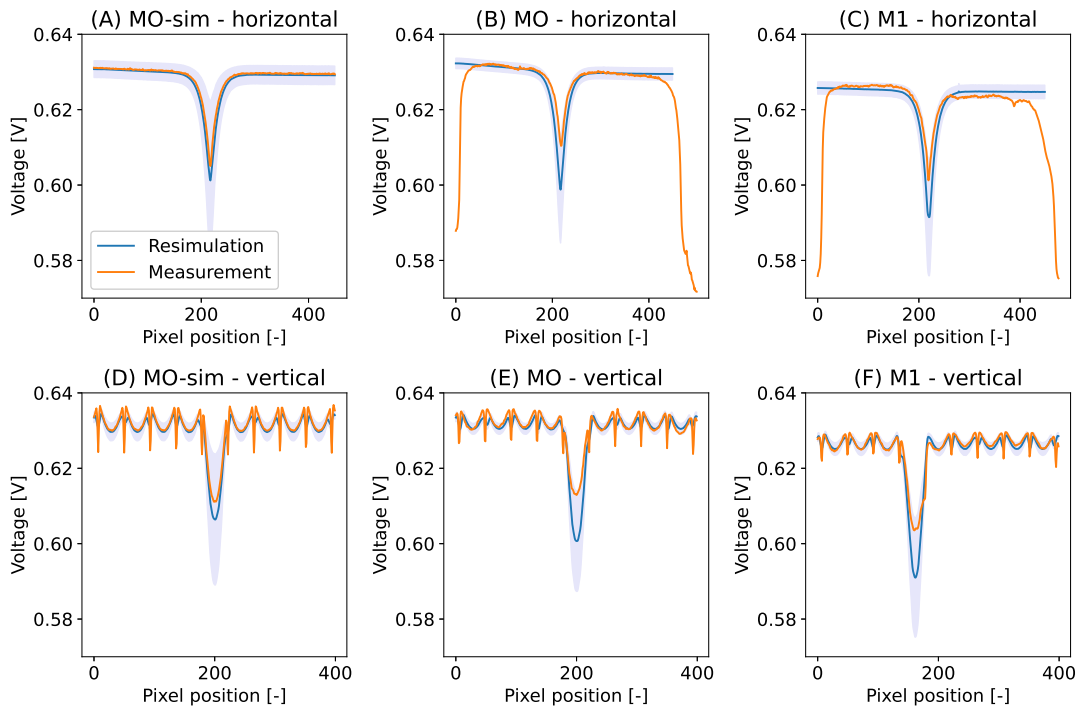 (A) MO-sim - horizontal
0.64
0.62
0.60
0.58
Voltage [V]
Resimulation
Measurement
0
200
400
Pixel position [-]
(B) MO - horizontal
0.64
0.62
0.60
0.58
Voltage [V]
0
200
400
Pixel position [-]
(C) M1 - horizontal
0.64
0.62
0.60
0.58
Voltage [V]
0
200
400
Pixel position [-]
(D) MO-sim - vertical
0.64
0.62
0.60
0.58
Voltage [V]
0
200
400
Pixel position [-]
(E) MO - vertical
0.64
0.62
0.60
0.58
Voltage [V]
0
200
400
Pixel position [-]
(F) M1 - vertical
0.64
0.62
0.60
0.58
Voltage [V]
0
200
400
Pixel position [-]